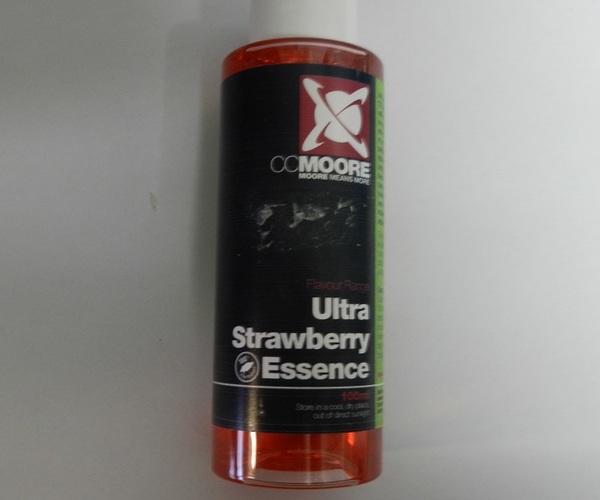 CCMOORE
MOORE MEANS MORE
Flavour Range
Ultra
Strawberry
Essence
100ml
Store in a cool, dry place,
out of direct sunlight